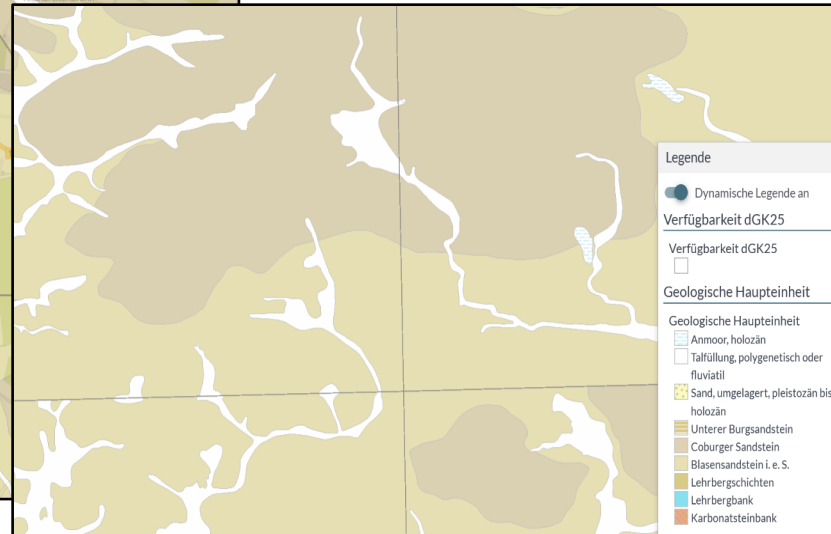 Legende
Dynamische Legende an
Verfügbarkeit dGK25
Verfügbarkeit dGK25
Geologische Haupteinheit
Geologische Haupteinheit
Anmoor, holozän
Talfüllung, polygenetisch oder
fluviatil
Sand, umgelagert, pleistozän bis
holozän
Unterer Burgsandstein
Coburger Sandstein
Blasensandstein i. e. S.
Lehrbergschichten
Lehrbergbank
Karbonatsteinbank